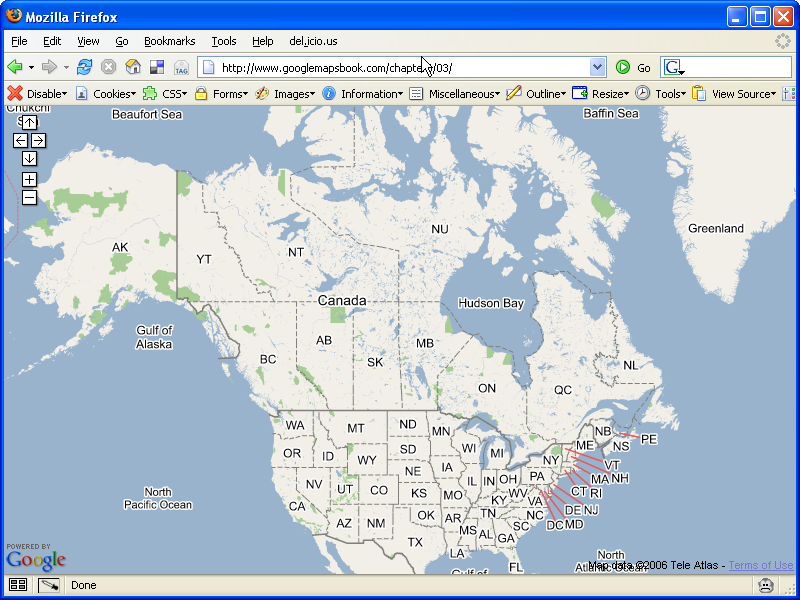 Mozilla Firefox
File Edit View Go Bookmarks Tools Help del.icio.us
TAG http://www.googlemapsbook.com/chapter/03/ Go G
Disable Cookies CSS Forms Images Information Miscellaneous Outline Resize Tools View Source
Chukchi
Beaufort Sea
Baffin Sea
Greenland
NU
AK
YT
NT
Canada
Hudson Bay
Gulf of
Alaska
BC
AB
SK
MB
ON
QC
NL
WA
MT
ND
MN
NB
PE
NS
ME
OR
ID
WY
SD
WI
MI
NY
VT
NH
MA
RI
CT
NV
UT
CO
NE
IA
IL
IN
OH
PA
NJ
DE
MD
DC
CA
KS
MO
KY
WV
VA
AZ
NM
OK
AR
TN
NC
SC
TX
LA
MS
AL
GA
FL
North
Pacific Ocean
North
Atlantic Ocean
Gulf of
POWERED BY
Google
Map data ©2006 Tele Atlas - Terms of Use
Done